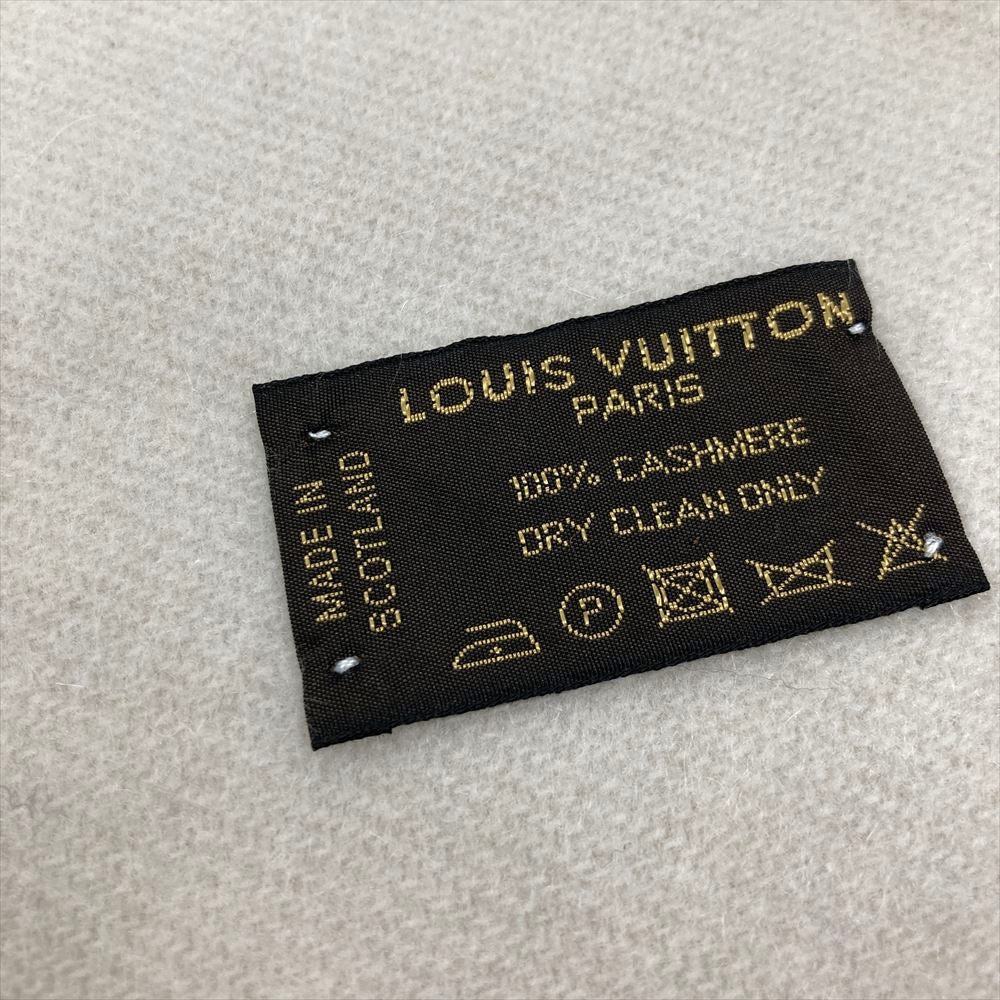 LOUIS VUITTON
PARIS
100% CASHMERE
DRY CLEAN ONLY
MADE IN
SCOTLAND
P